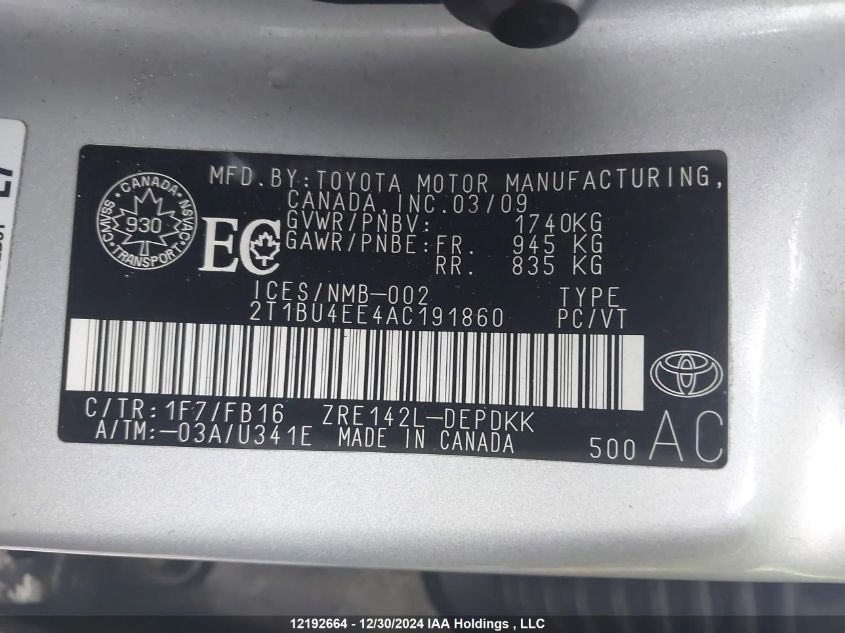 MFD.BY:TOYOTA MOTOR MANUFACTURING,
CANADA,INC.03/09
GVWR/PNBV: 1740KG
GAWR/PNBE:FR. 945 KG
RR. 835 KG
CANADA
CMVSS NSVAC
930
TRANSPORT
EC
ICES/NMB-002 TYPE
2T1BU4EE4AC191860 PC/VT
C/TR:1F7/FB16 ZRE142L-DEPDKK
A/TM:-03A/U341E MADE IN CANADA
500 AC
12192664 - 12/30/2024 IAA Holdings , LLC